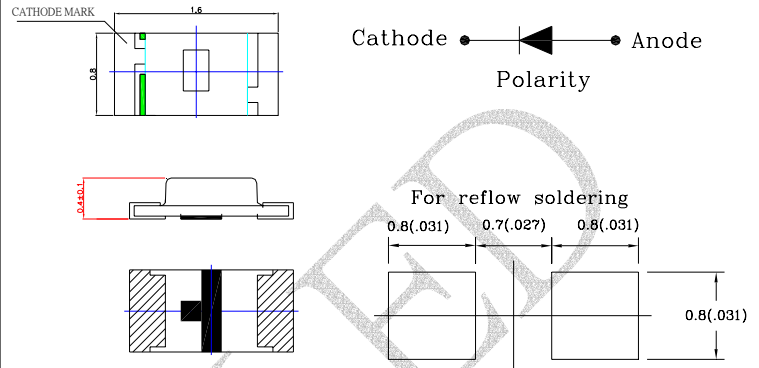 CATHODE MARK
1.6
0.8
Cathode
Anode
Polarity
0.4±0.1
For reflow soldering
0.8(.031) 0.7(.027) 0.8(.031)
0.8(.031)
ED